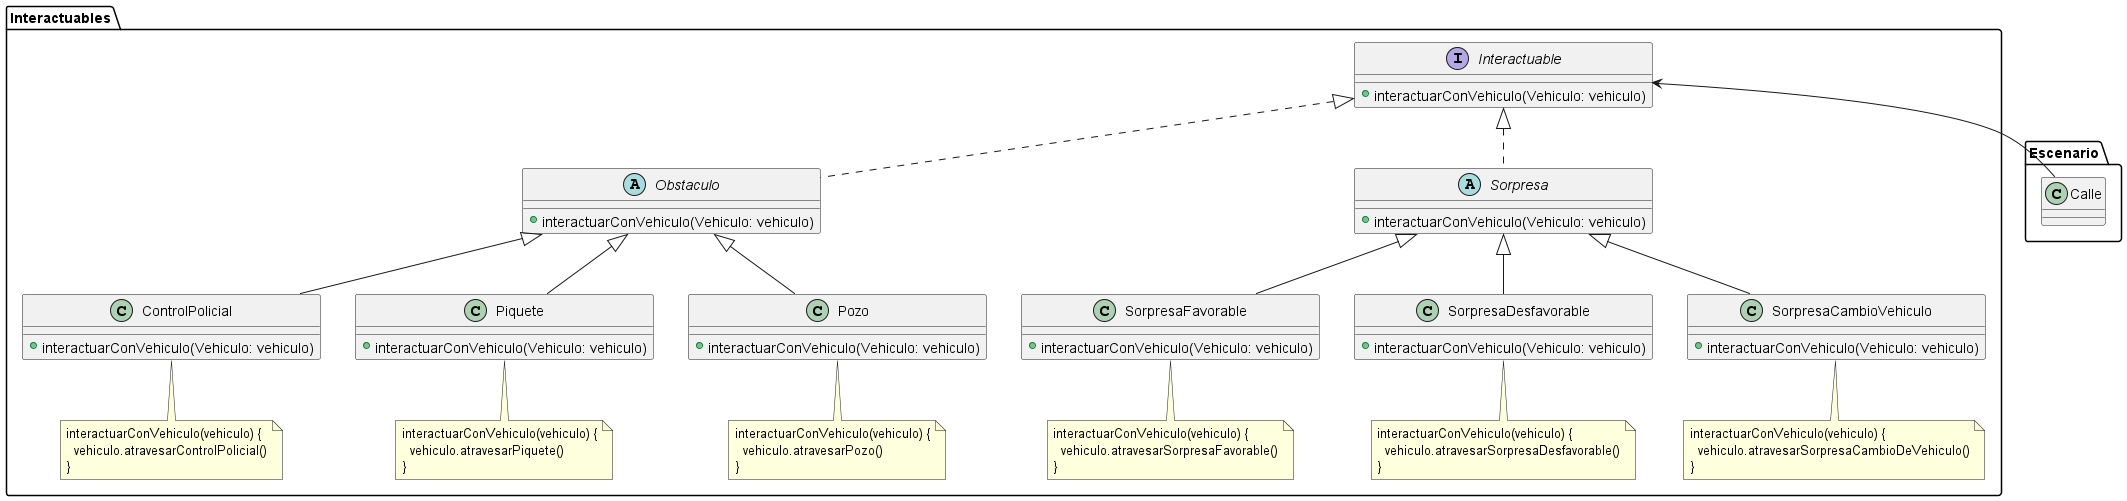 Interactuables
I Interactuable
interactuarConVehiculo(Vehiculo: vehiculo)
Escenario
C Calle
A Obstaculo
interactuarConVehiculo(Vehiculo: vehiculo)
A Sorpresa
interactuarConVehiculo(Vehiculo: vehiculo)
C ControlPolicial
interactuarConVehiculo(Vehiculo: vehiculo)
C Piquete
interactuarConVehiculo(Vehiculo: vehiculo)
C Pozo
interactuarConVehiculo(Vehiculo: vehiculo)
C SorpresaFavorable
interactuarConVehiculo(Vehiculo: vehiculo)
C SorpresaDesfavorable
interactuarConVehiculo(Vehiculo: vehiculo)
C SorpresaCambioVehiculo
interactuarConVehiculo(Vehiculo: vehiculo)
interactuarConVehiculo(vehiculo) {
vehiculo.atravesarControlPolicial()
}
interactuarConVehiculo(vehiculo) {
vehiculo.atravesarPiquete()
}
interactuarConVehiculo(vehiculo) {
vehiculo.atravesarPozo()
}
interactuarConVehiculo(vehiculo) {
vehiculo.atravesarSorpresaFavorable()
}
interactuarConVehiculo(vehiculo) {
vehiculo.atravesarSorpresaDesfavorable()
}
interactuarConVehiculo(vehiculo) {
vehiculo.atravesarSorpresaCambioDeVehiculo()
}